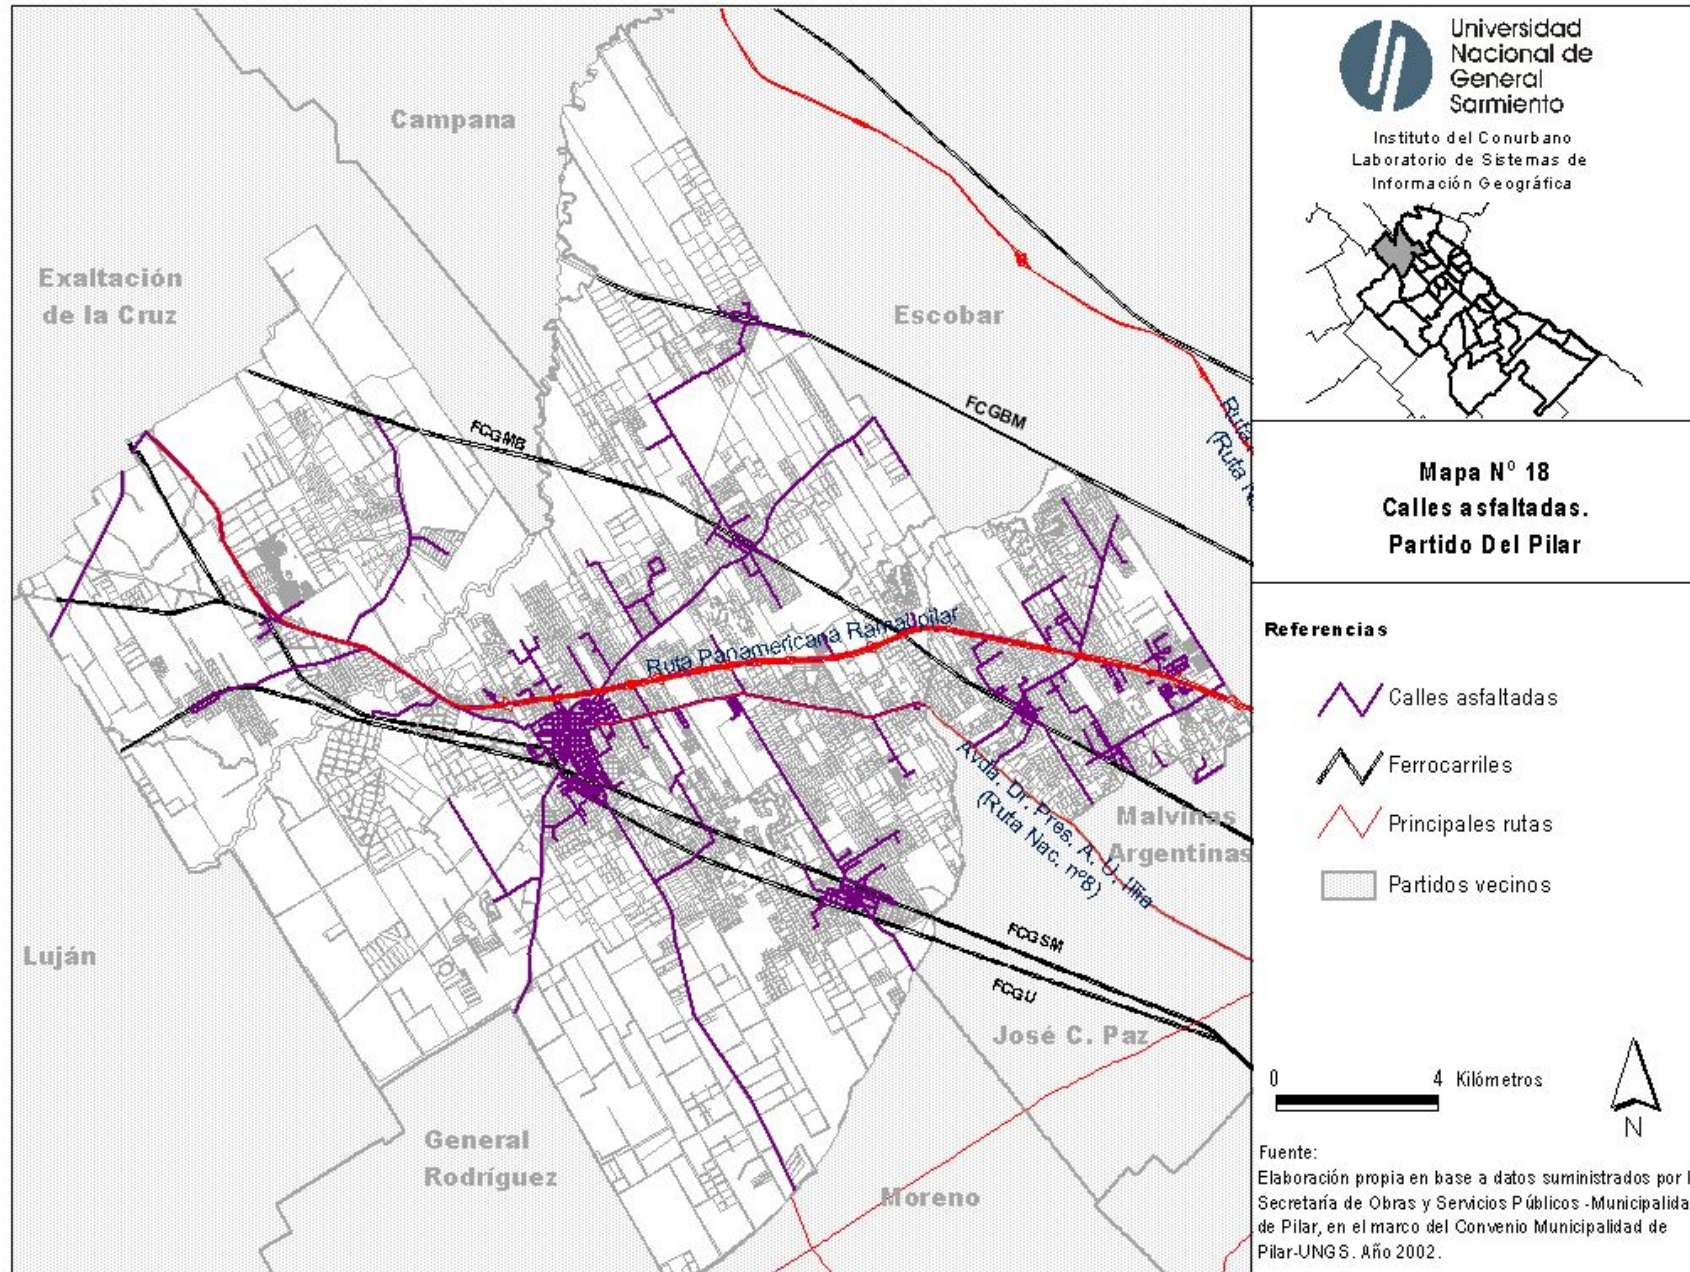 Universidad
Nacional de
General
Sarmiento
Instituto del Conurbano
Laboratorio de Sistemas de
Información Geográfica
Mapa Nº 18
Calles asfaltadas.
Partido Del Pilar
Referencias
Calles asfaltadas
Ferrocarriles
Principales rutas
Partidos vecinos
0 4 Kilómetros
N
Fuente:
Elaboración propia en base a datos suministrados por l
Secretaría de Obras y Servicios Públicos -Municipalida
de Pilar, en el marco del Convenio Municipalidad de
Pilar-UNGS. Año 2002.
Campana
Exaltación
de la Cruz
Escobar
FCGMB
FCGBM
Ruta
(Ruta N
Ruta Panamericana Ramal pilar
Avda. Dr. Pres. A. U. Illia
(Ruta Nac. nº8)
Malvinas
Argentinas
Luján
FCGSM
FCGU
José C. Paz
General
Rodríguez
Moreno